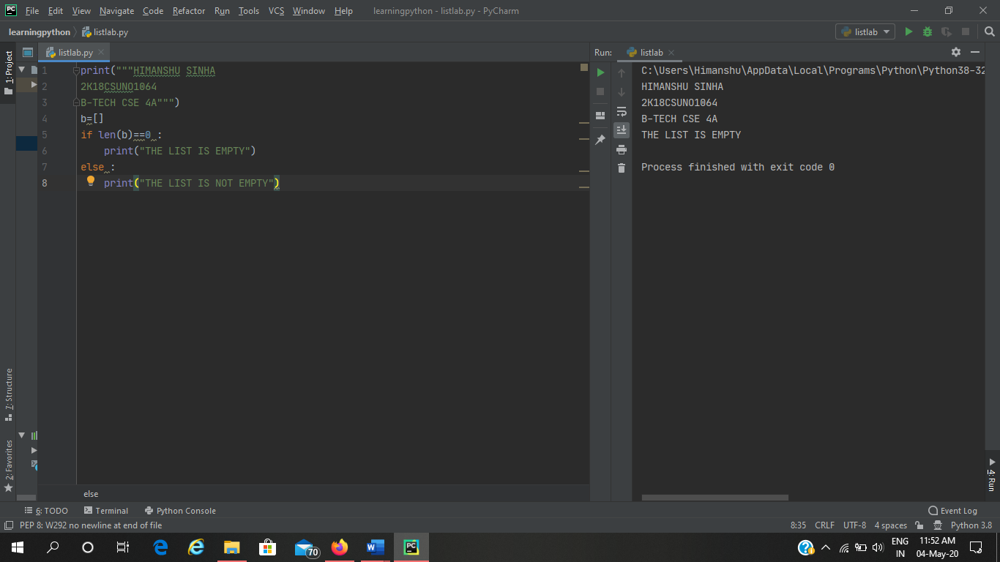 PC File Edit View Navigate Code Refactor Run Tools VCS Window Help learningpython - listlab.py - PyCharm
learningpython listlab.py listlab
1: Project listlab.py Run: listlab
1 print("""HIMANSHU SINHA
2 2K18CSUNO1064
3 B-TECH CSE 4A""")
4 b=[]
5 if len(b)==0 :
6 print("THE LIST IS EMPTY")
7 else :
8 print("THE LIST IS NOT EMPTY")
C:\Users\Himanshu\AppData\Local\Programs\Python\Python38-32
HIMANSHU SINHA
2K18CSUNO1064
B-TECH CSE 4A
THE LIST IS EMPTY
Process finished with exit code 0
7: Structure
2: Favorites
4: Run
else
6: TODO Terminal Python Console Event Log
PEP 8: W292 no newline at end of file 8:35 CRLF UTF-8 4 spaces Python 3.8
70 PC ENG 11:52 AM
IN 04-May-20